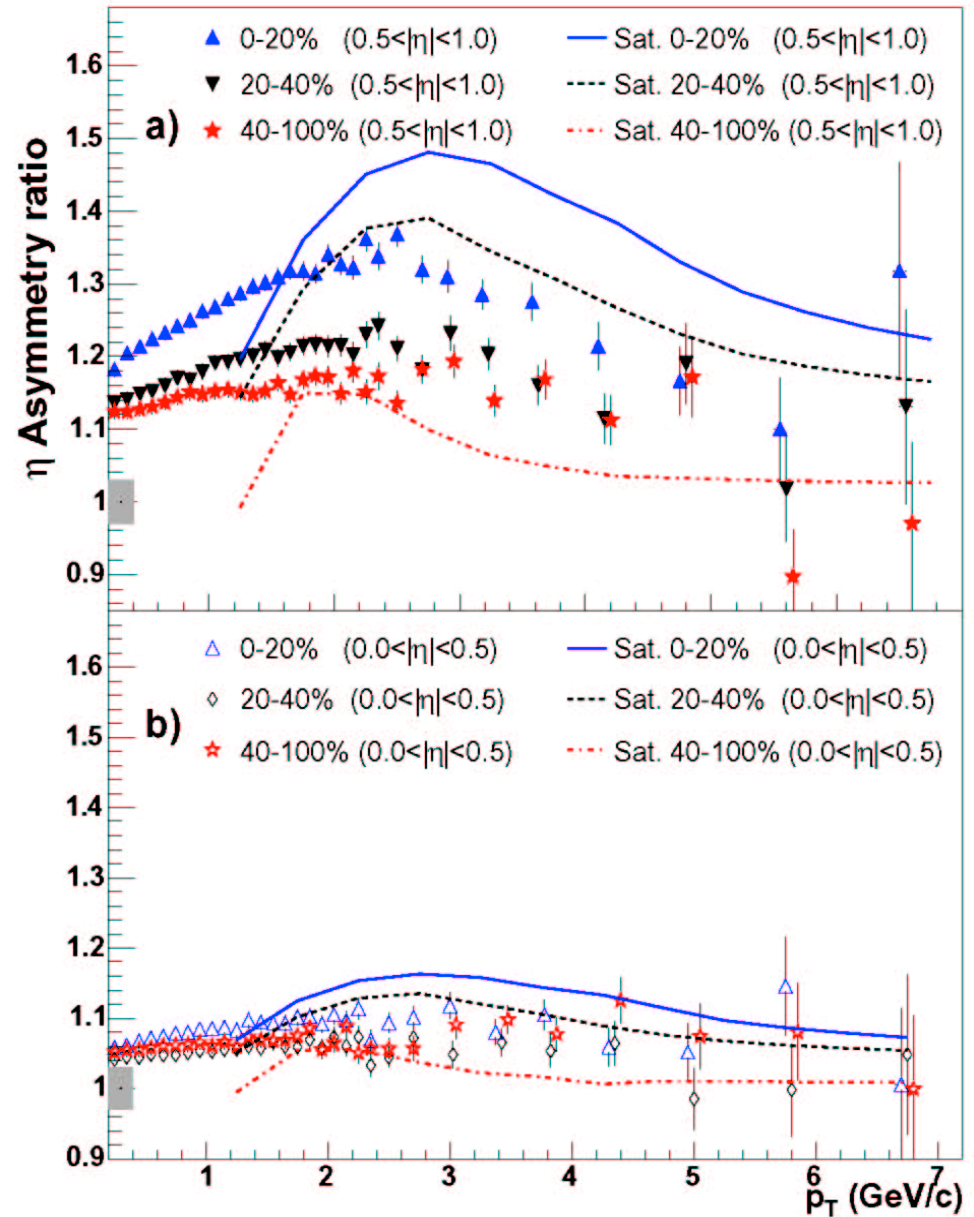 0-20% (0.5<|η|<1.0) Sat. 0-20% (0.5<|η|<1.0)
20-40% (0.5<|η|<1.0) Sat. 20-40% (0.5<|η|<1.0)
40-100% (0.5<|η|<1.0) Sat. 40-100% (0.5<|η|<1.0)
a)
η Asymmetry ratio
1.6
1.5
1.4
1.3
1.2
1.1
1
0.9
0-20% (0.0<|η|<0.5) Sat. 0-20% (0.0<|η|<0.5)
20-40% (0.0<|η|<0.5) Sat. 20-40% (0.0<|η|<0.5)
40-100% (0.0<|η|<0.5) Sat. 40-100% (0.0<|η|<0.5)
b)
1.6
1.5
1.4
1.3
1.2
1.1
1
0.9
1 2 3 4 5 6 7
p_T (GeV/c)